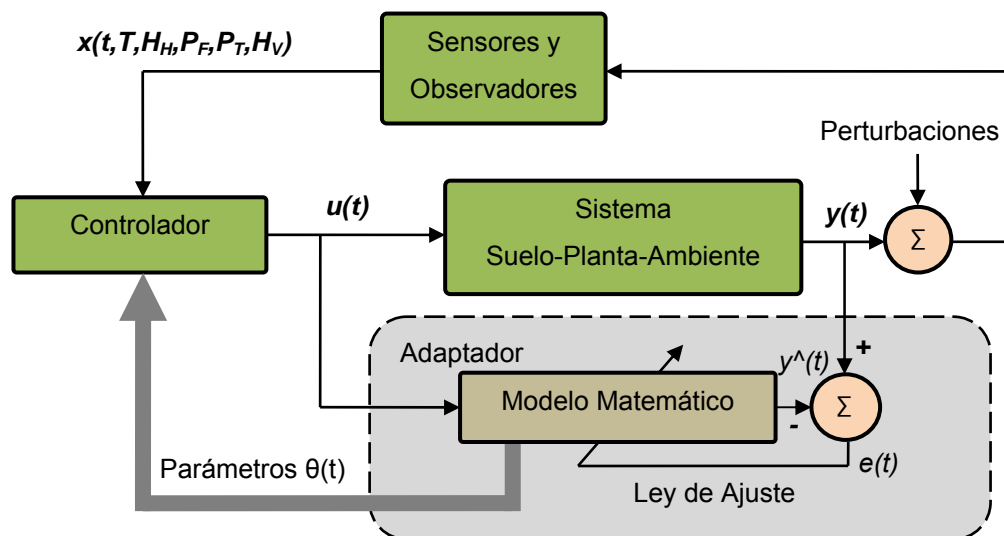 x(t,T,H_H,P_F,P_T,H_V)
Sensores y
Observadores
Perturbaciones
Controlador
u(t)
Sistema
Suelo-Planta-Ambiente
y(t)
Σ
Adaptador
+
y^(t)
Modelo Matemático
-
Σ
e(t)
Parámetros θ(t)
Ley de Ajuste